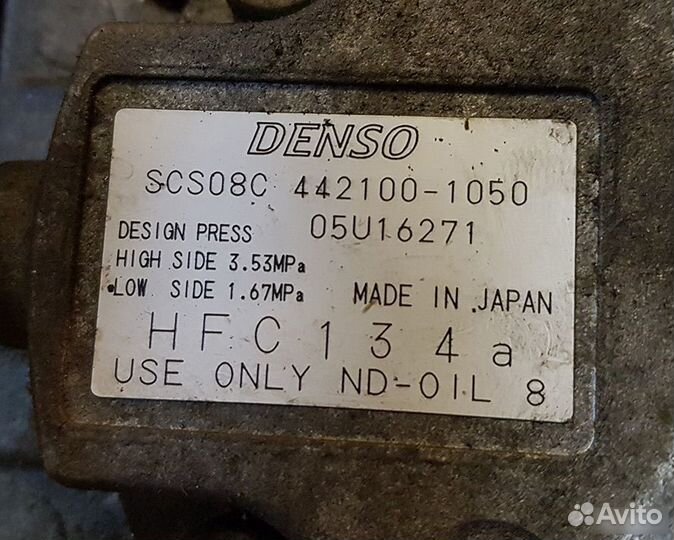 DENSO
SCS08C 442100-1050
DESIGN PRESS 05U16271
HIGH SIDE 3.53MPa
LOW SIDE 1.67MPa MADE IN JAPAN
HFC134a
USE ONLY ND-OIL 8
Avito